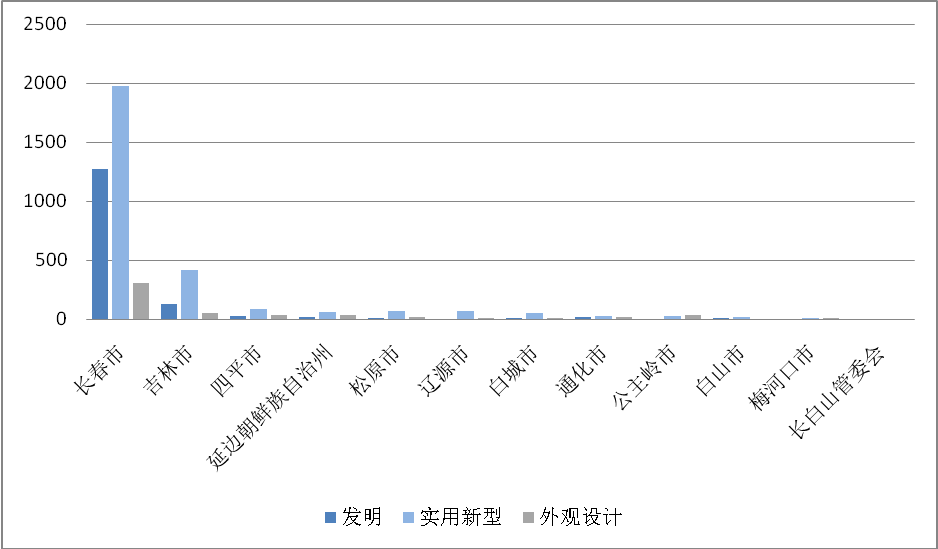 2500
2000
1500
1000
500
0
长春市
吉林市
四平市
延边朝鲜族自治州
松原市
辽源市
白城市
通化市
公主岭市
白山市
梅河口市
长白山管委会
发明 实用新型 外观设计